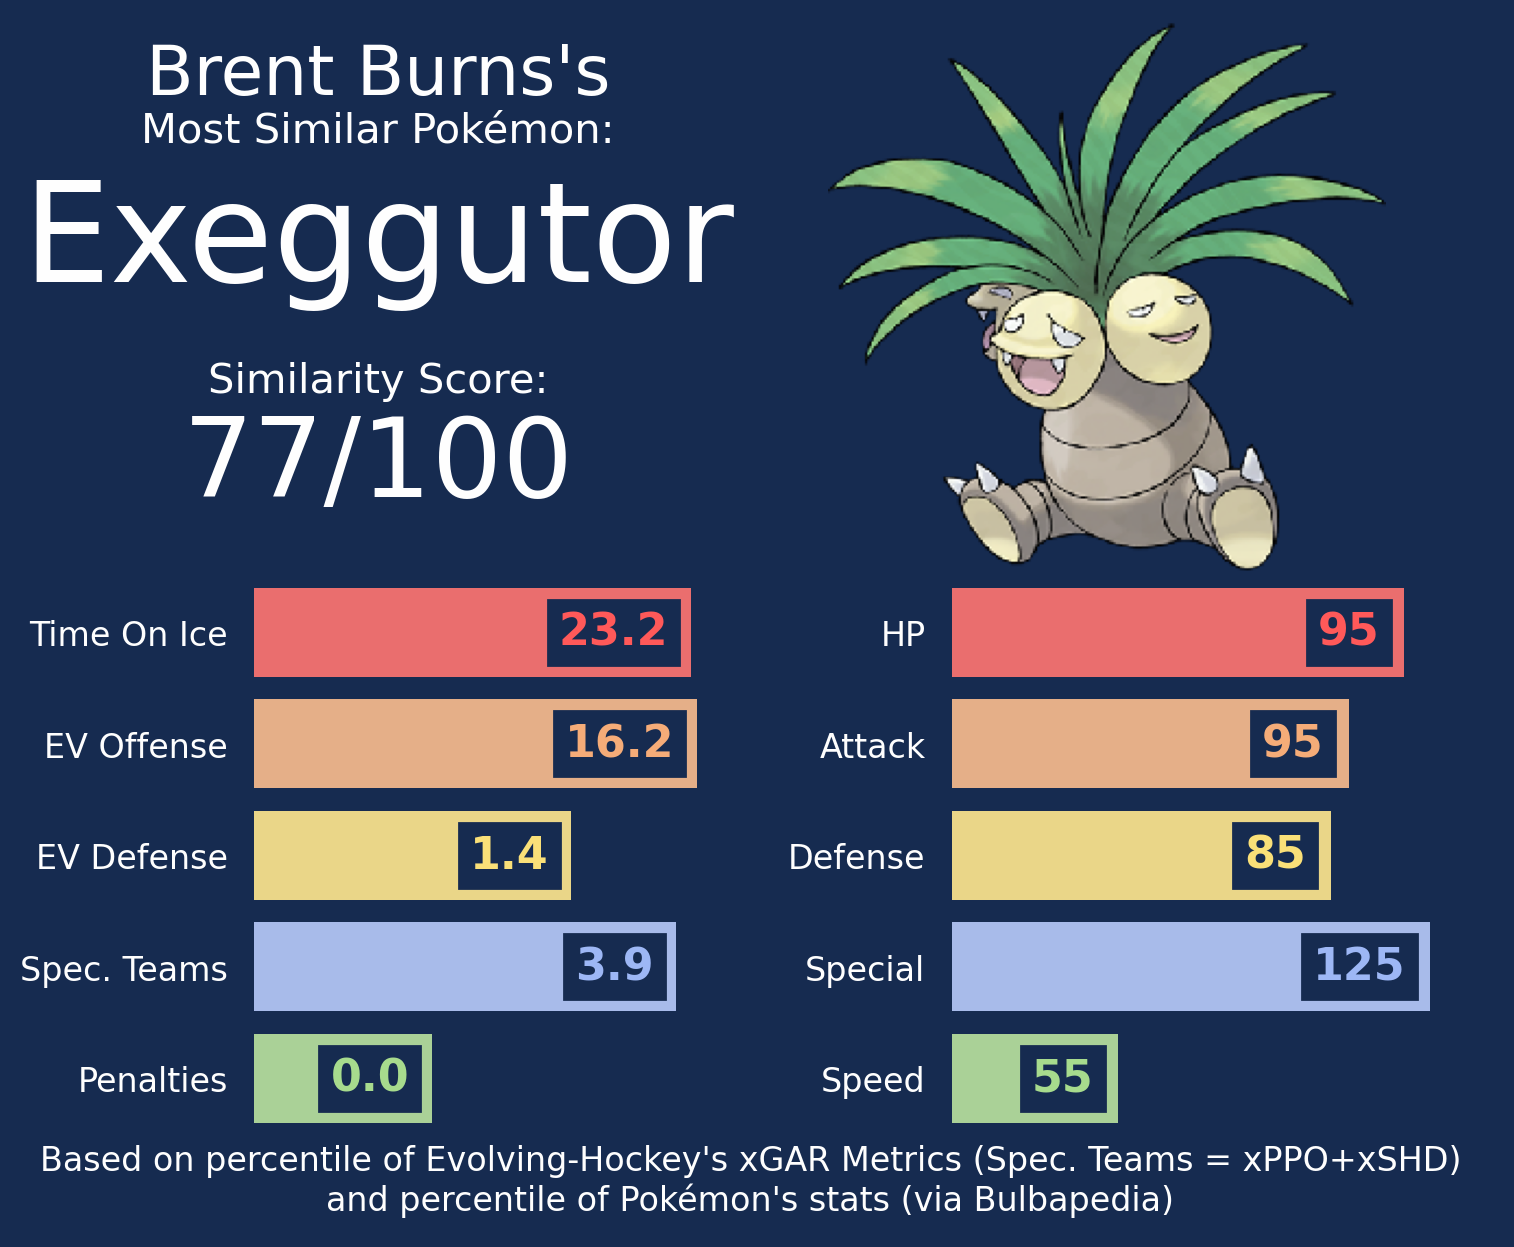 Brent Burns's
Most Similar Pokémon:
Exeggutor
Similarity Score:
77/100
Time On Ice 23.2
EV Offense 16.2
EV Defense 1.4
Spec. Teams 3.9
Penalties 0.0
HP 95
Attack 95
Defense 85
Special 125
Speed 55
Based on percentile of Evolving-Hockey's xGAR Metrics (Spec. Teams = xPPO+xSHD)
and percentile of Pokémon's stats (via Bulbapedia)